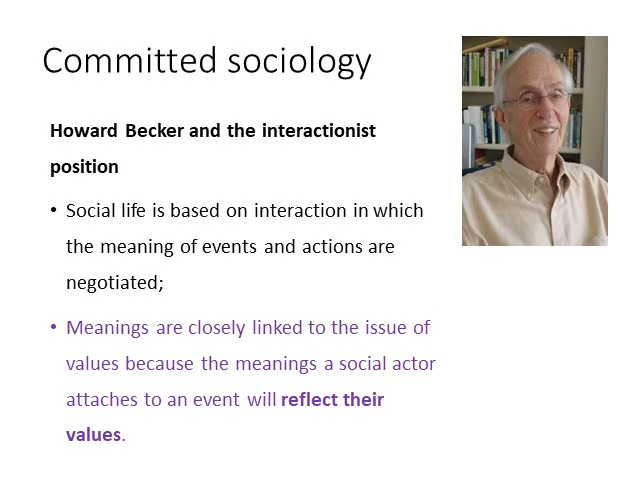 Committed sociology
Howard Becker and the interactionist
position
• Social life is based on interaction in which
the meaning of events and actions are
negotiated;
• Meanings are closely linked to the issue of
values because the meanings a social actor
attaches to an event will reflect their
values.